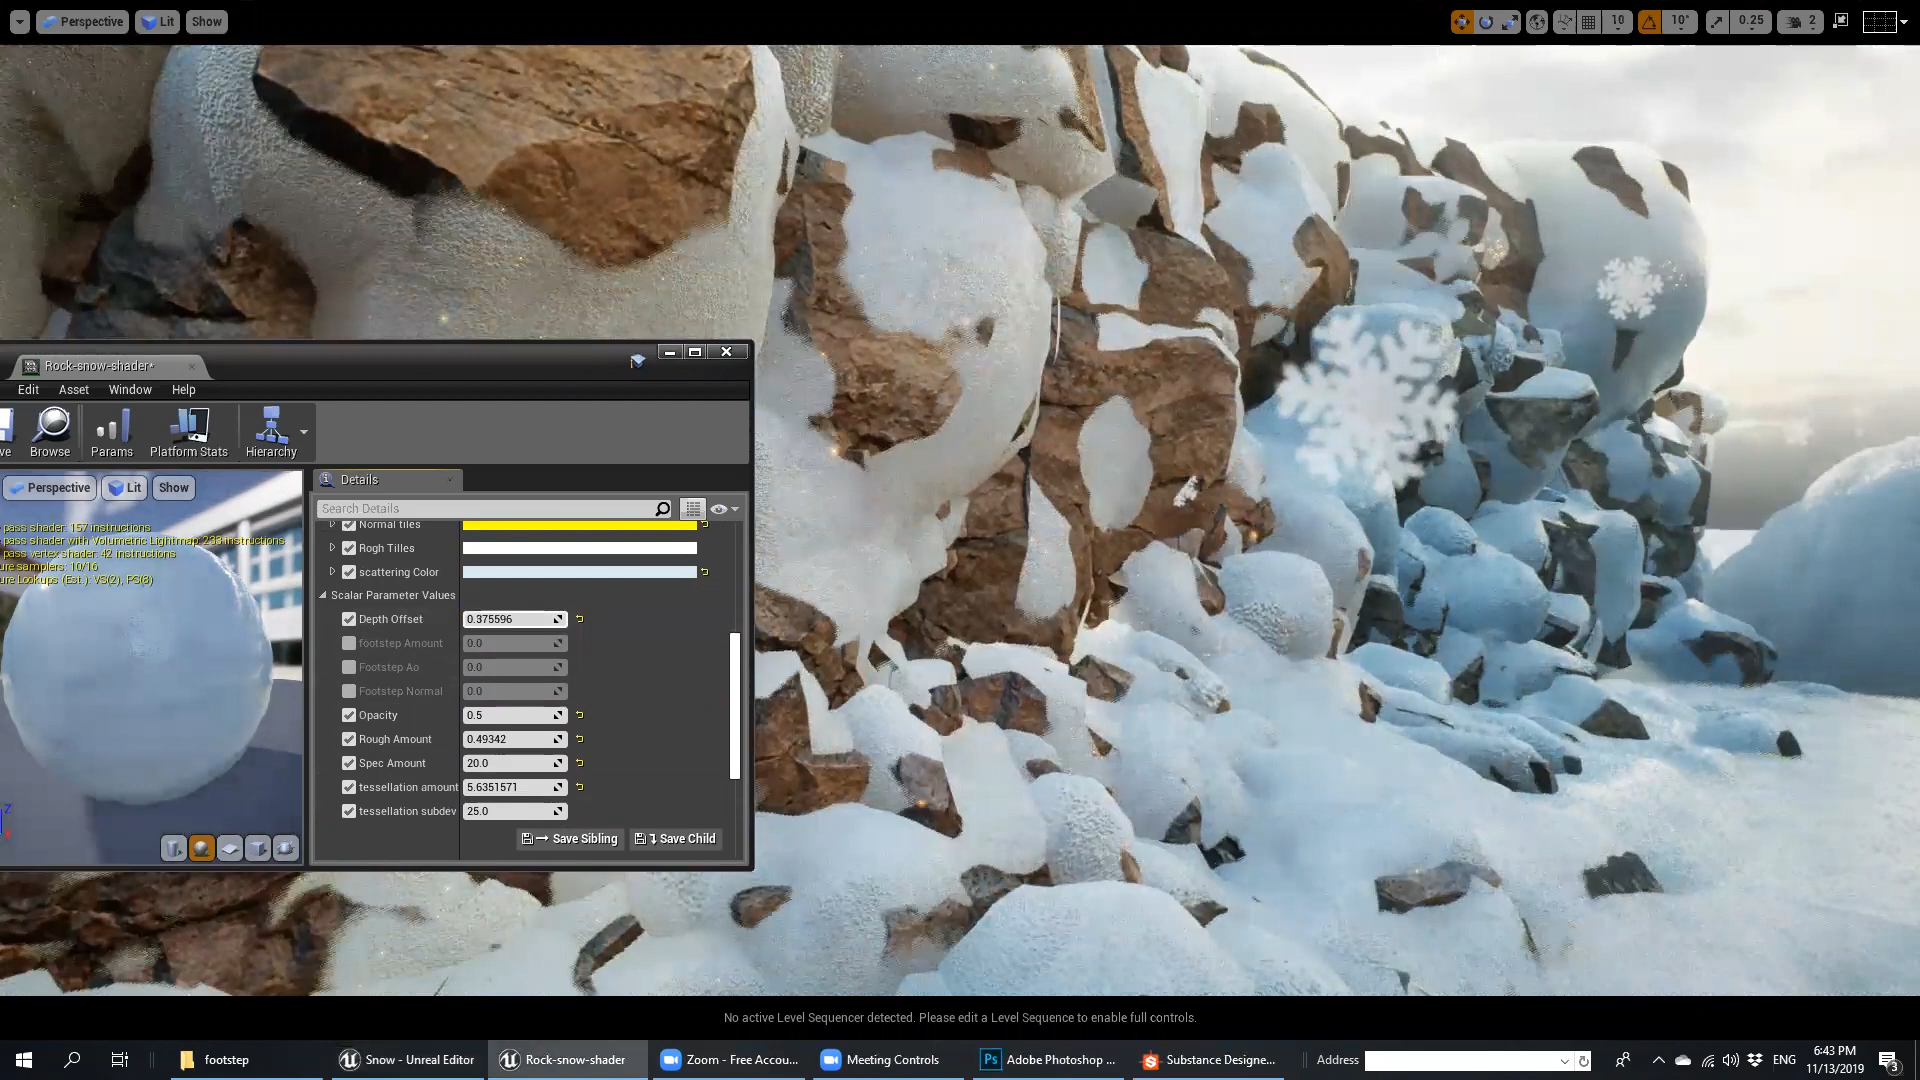 Perspective Lit Show
10 10° 0.25 2
Rock-snow-shader*
Edit Asset Window Help
ve Browse Params Platform Stats Hierarchy
Perspective Lit Show
pass shader: 157 instructions
pass shader with Volumetric Lightmap: 233 instructions
pass vertex shader: 42 instructions
ure samplers: 10/16
ure Lookups (Est.): VS(2), PS(8)
Z
Details
Search Details
Normal tiles
Rogh Tilles
scattering Color
Scalar Parameter Values
Depth Offset 0.375596
footstep Amount 0.0
Footstep Ao 0.0
Footstep Normal 0.0
Opacity 0.5
Rough Amount 0.49342
Spec Amount 20.0
tessellation amount 5.6351571
tessellation subdev 25.0
Save Sibling Save Child
No active Level Sequencer detected. Please edit a Level Sequence to enable full controls.
footstep Snow - Unreal Editor Rock-snow-shader Zoom - Free Accou... Meeting Controls Ps Adobe Photoshop ... Substance Designe... Address ENG 6:43 PM
11/13/2019 3